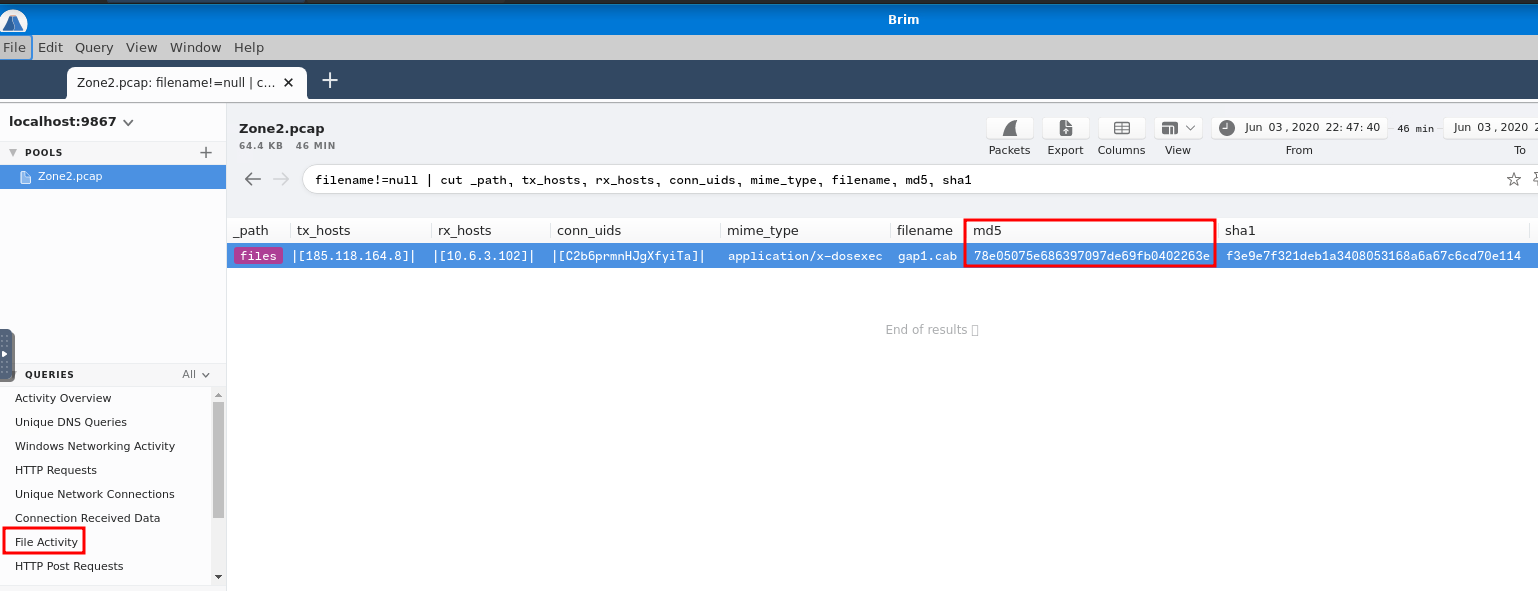 Brim
File Edit Query View Window Help
Zone2.pcap: filename!=null | c... ✕ +
localhost:9867
POOLS +
Zone2.pcap
Zone2.pcap
64.4 KB 46 MIN
Packets Export Columns View
Jun 03 , 2020 22: 47: 40
From
46 min
Jun 03 , 2020 2
To
filename!=null | cut _path, tx_hosts, rx_hosts, conn_uids, mime_type, filename, md5, sha1
_path tx_hosts rx_hosts conn_uids mime_type filename md5 sha1
files |[185.118.164.8]| |[10.6.3.102]| |[C2b6prmnHJgXfyiTa]| application/x-dosexec gap1.cab 78e05075e686397097de69fb0402263e f3e9e7f321deb1a3408053168a6a67c6cd70e114
End of results
QUERIES All
Activity Overview
Unique DNS Queries
Windows Networking Activity
HTTP Requests
Unique Network Connections
Connection Received Data
File Activity
HTTP Post Requests